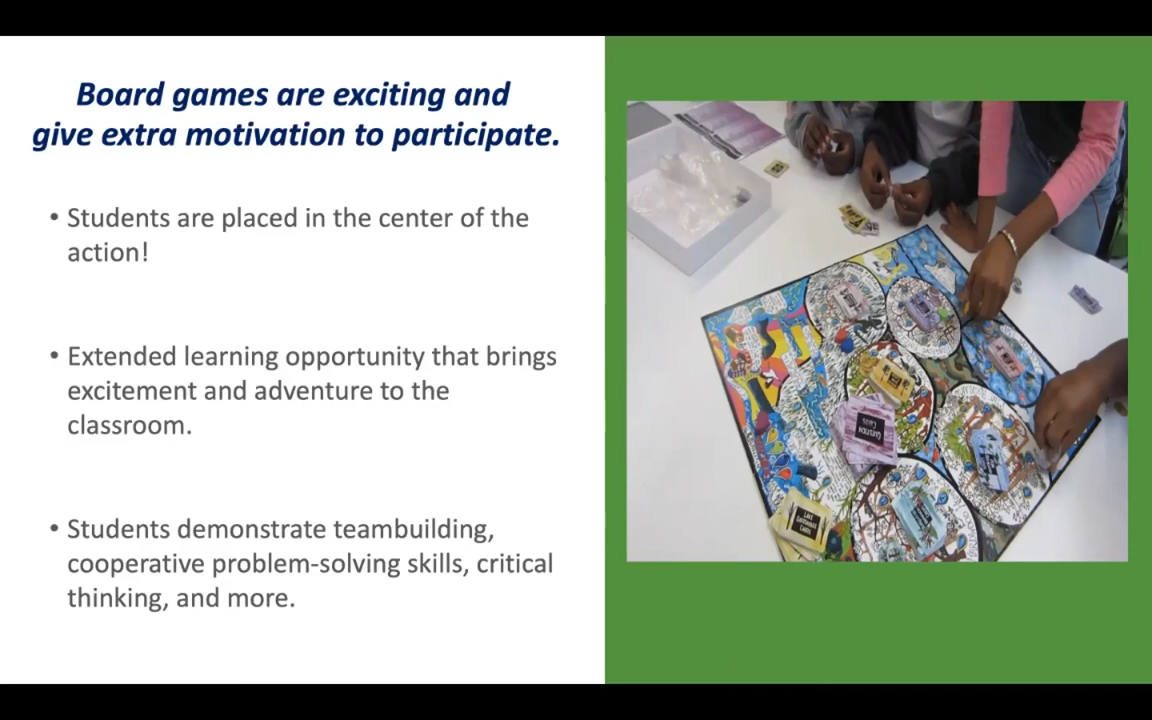 Board games are exciting and
give extra motivation to participate.
• Students are placed in the center of the
action!
• Extended learning opportunity that brings
excitement and adventure to the
classroom.
• Students demonstrate teambuilding,
cooperative problem-solving skills, critical
thinking, and more.